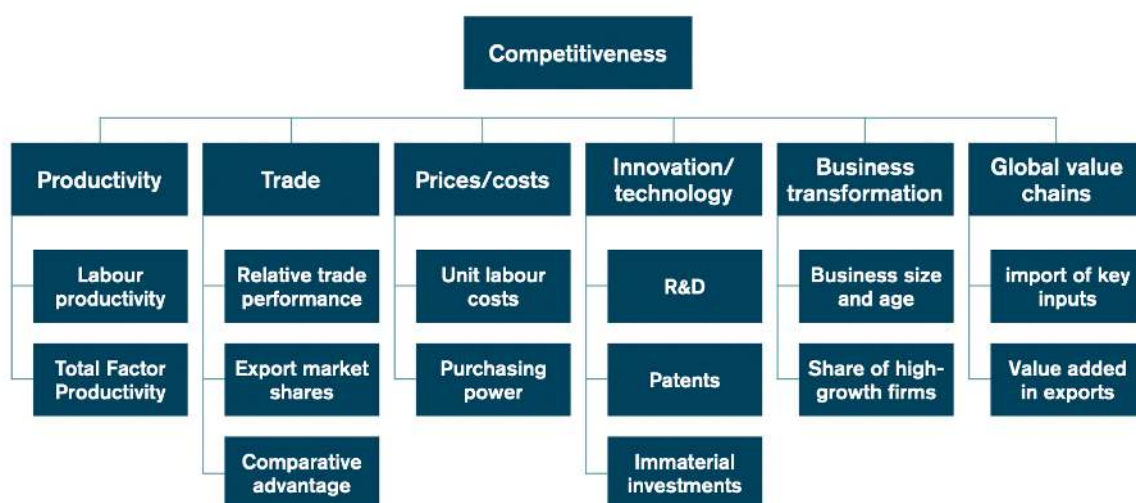 Competitiveness
Productivity
Trade
Prices/costs
Innovation/
technology
Business
transformation
Global value
chains
Labour
productivity
Relative trade
performance
Unit labour
costs
R&D
Business size
and age
import of key
inputs
Total Factor
Productivity
Export market
shares
Purchasing
power
Patents
Share of high-
growth firms
Value added
in exports
Comparative
advantage
Immaterial
investments